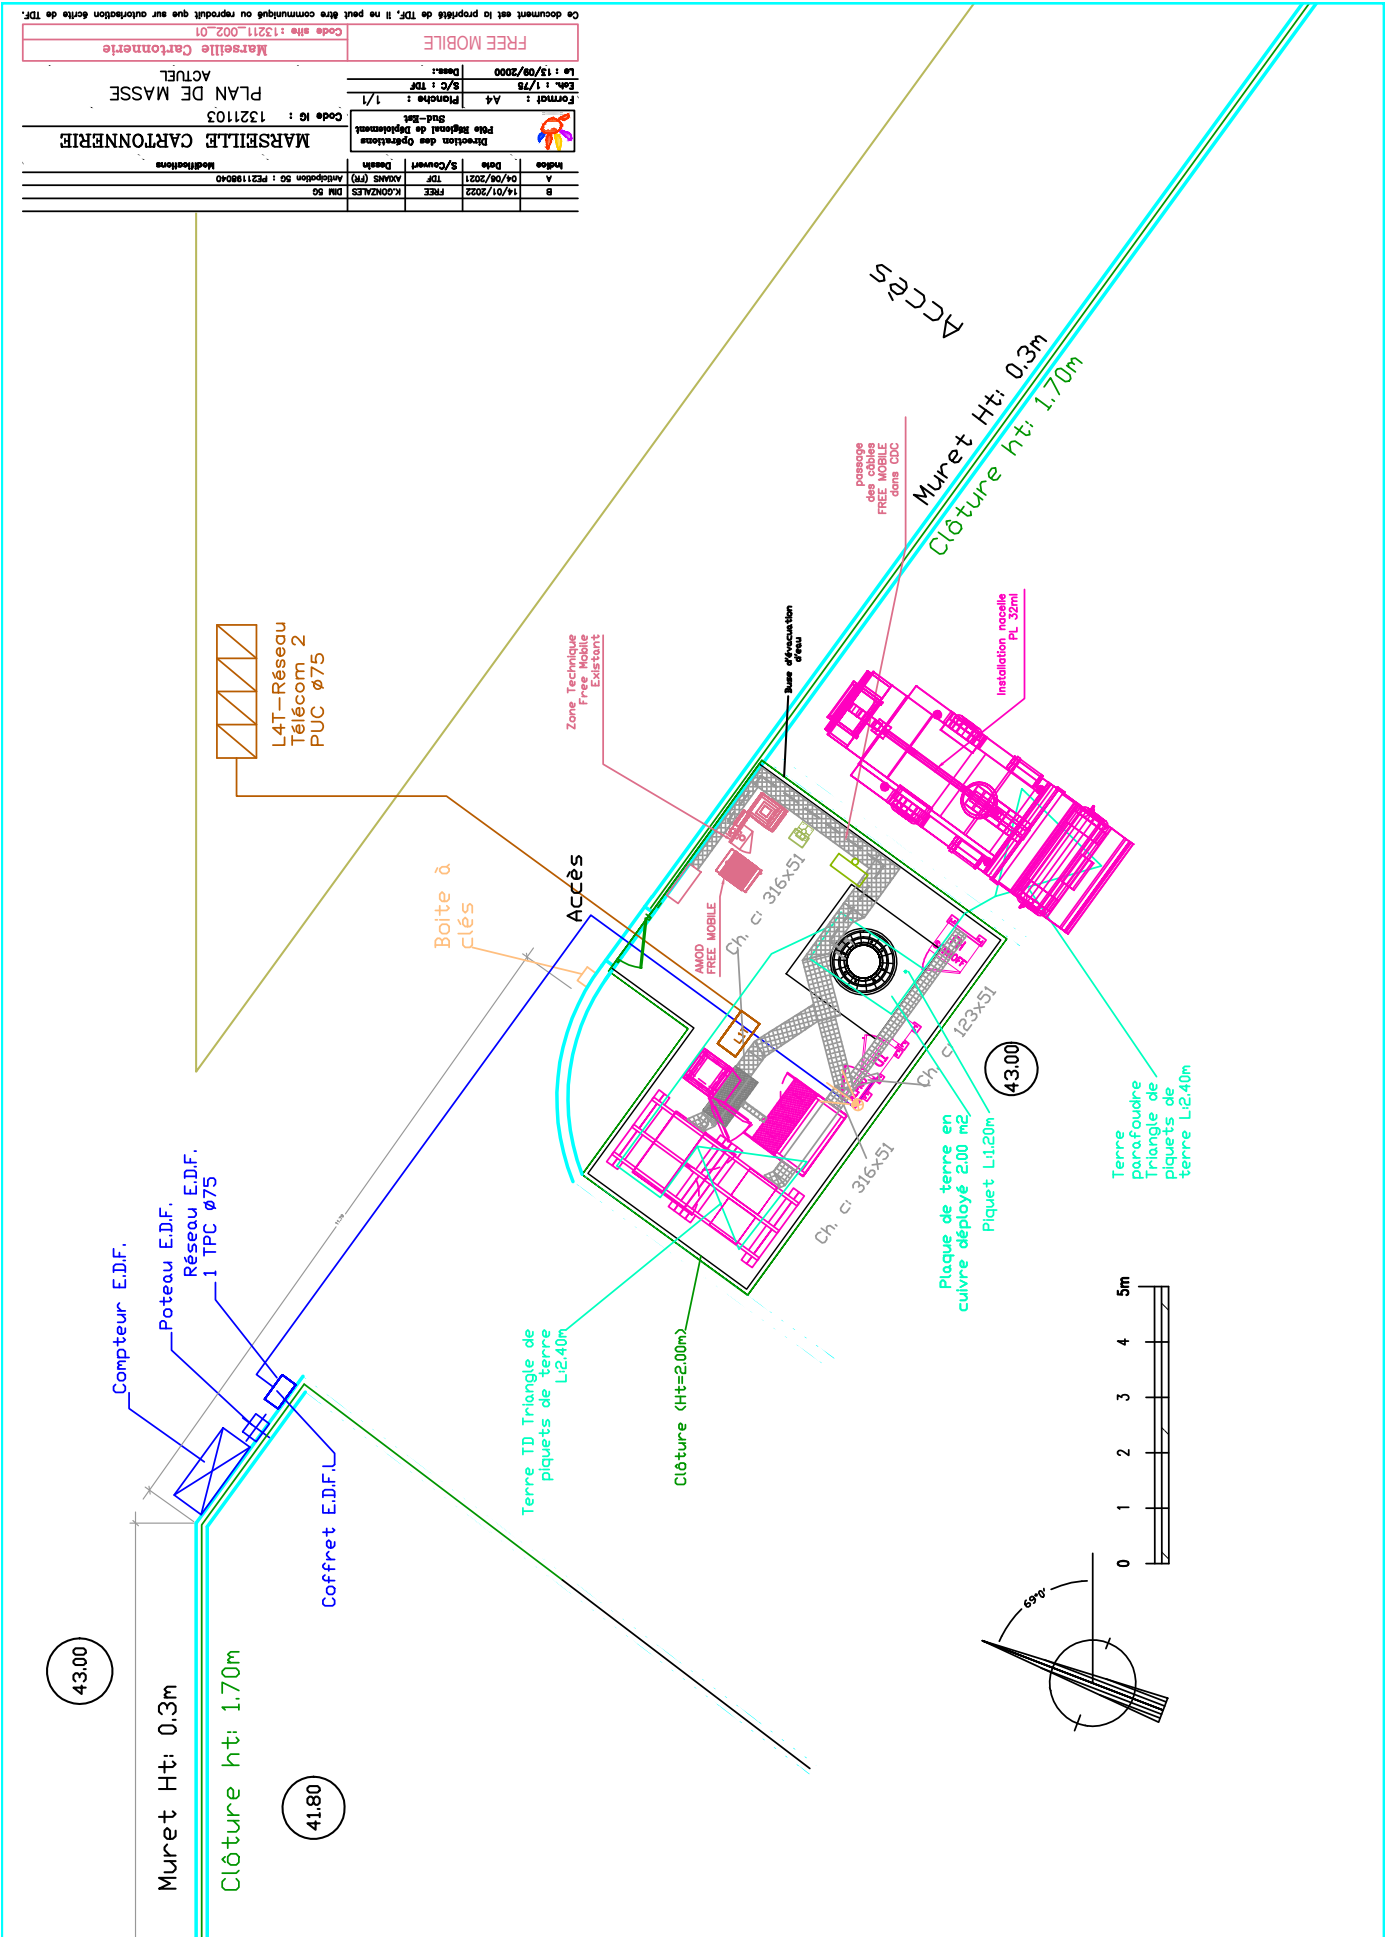 Ce document est la propriété de TDF, il ne peut être communiqué ou reproduit que sur autorisation écrite de TDF.
FREE MOBILE
Marseille Cartonnerie
Code site : 13211_002_01
MARSEILLE CARTONNERIE
Code IG : 1321103
PLAN DE MASSE
ACTUEL
Direction des Opérations
Pôle Régional de Déploiement
Sud-Est
Format : A4 Planche : 1/1
Ech. : 1/75 S/C : TDF
Le : 13/09/2000 Dess.:
Indice Date S/Couvert Dessin Modifications
A 04/06/2021 TDF AXIANS (FR) Anticipation 5G : PE21198040
B 14/01/2022 FREE K.GONZALES DIM 5G
Accès
Muret Ht: 0.3m
Clôture ht: 1.70m
passage
des câbles
FREE MOBILE
dans CDC
Installation nacelle
PL 32ml
Buse d'évacuation
d'eau
Zone Technique
Free Mobile
Existant
L4T-Réseau
Télécom 2
PUC ø75
Boite à
clés
Accès
AMOD
FREE MOBILE
Ch. c: 316x51
L1T
Ch. c: 123x51
43.00
Ch. c: 316x51
Terre
parafoudre
Triangle de
piquets de
terre L:2.40m
Plaque de terre en
cuivre déployé 2.00 m2
Piquet L:1.20m
Terre TD Triangle de
piquets de terre
L:2.40m
Clôture (Ht=2.00m)
Compteur E.D.F.
Poteau E.D.F.
Réseau E.D.F.
1 TPC ø75
Coffret E.D.F.
43.00
Muret Ht: 0.3m
Clôture ht: 1.70m
41.80
0 1 2 3 4 5m
69°0'